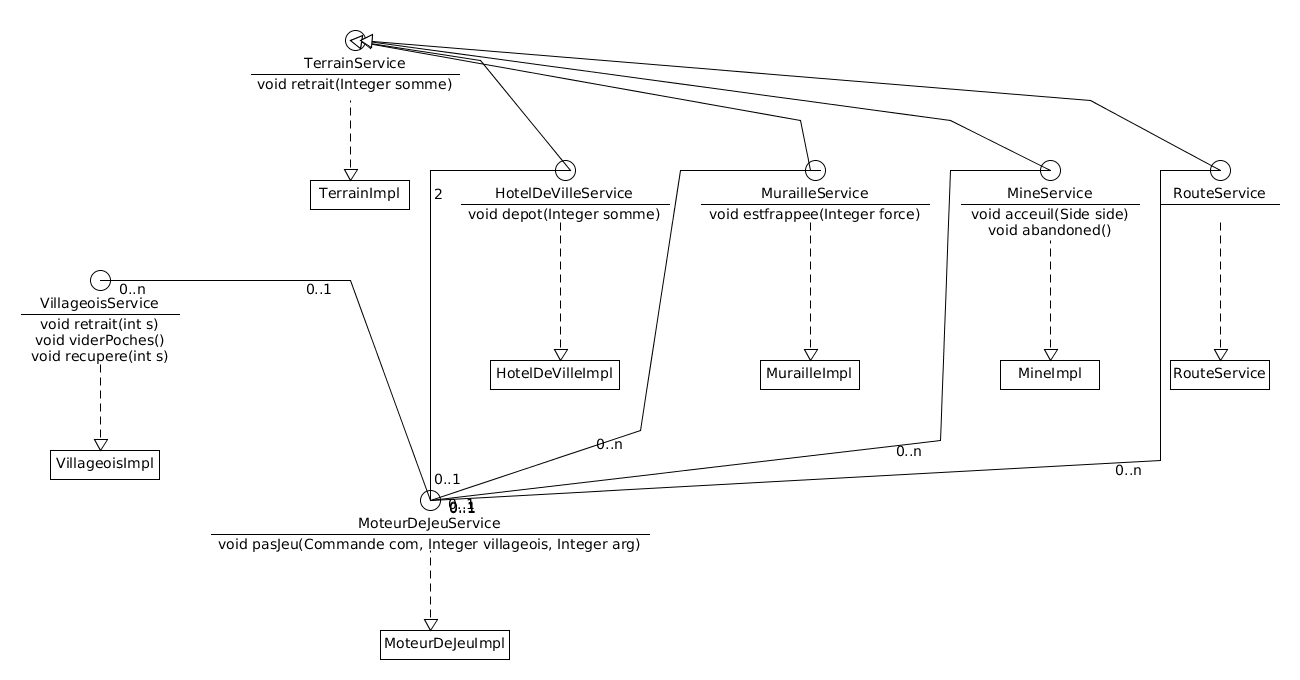 TerrainService
void retrait(Integer somme)
TerrainImpl
2
HotelDeVilleService
void depot(Integer somme)
MurailleService
void estfrappee(Integer force)
MineService
void acceuil(Side side)
void abandoned()
RouteService
0..n
0..1
VillageoisService
void retrait(int s)
void viderPoches()
void recupere(int s)
HotelDeVilleImpl
MurailleImpl
MineImpl
RouteService
VillageoisImpl
0..n
0..n
0..n
0..1
0..1
MoteurDeJeuService
void pasJeu(Commande com, Integer villageois, Integer arg)
MoteurDeJeuImpl